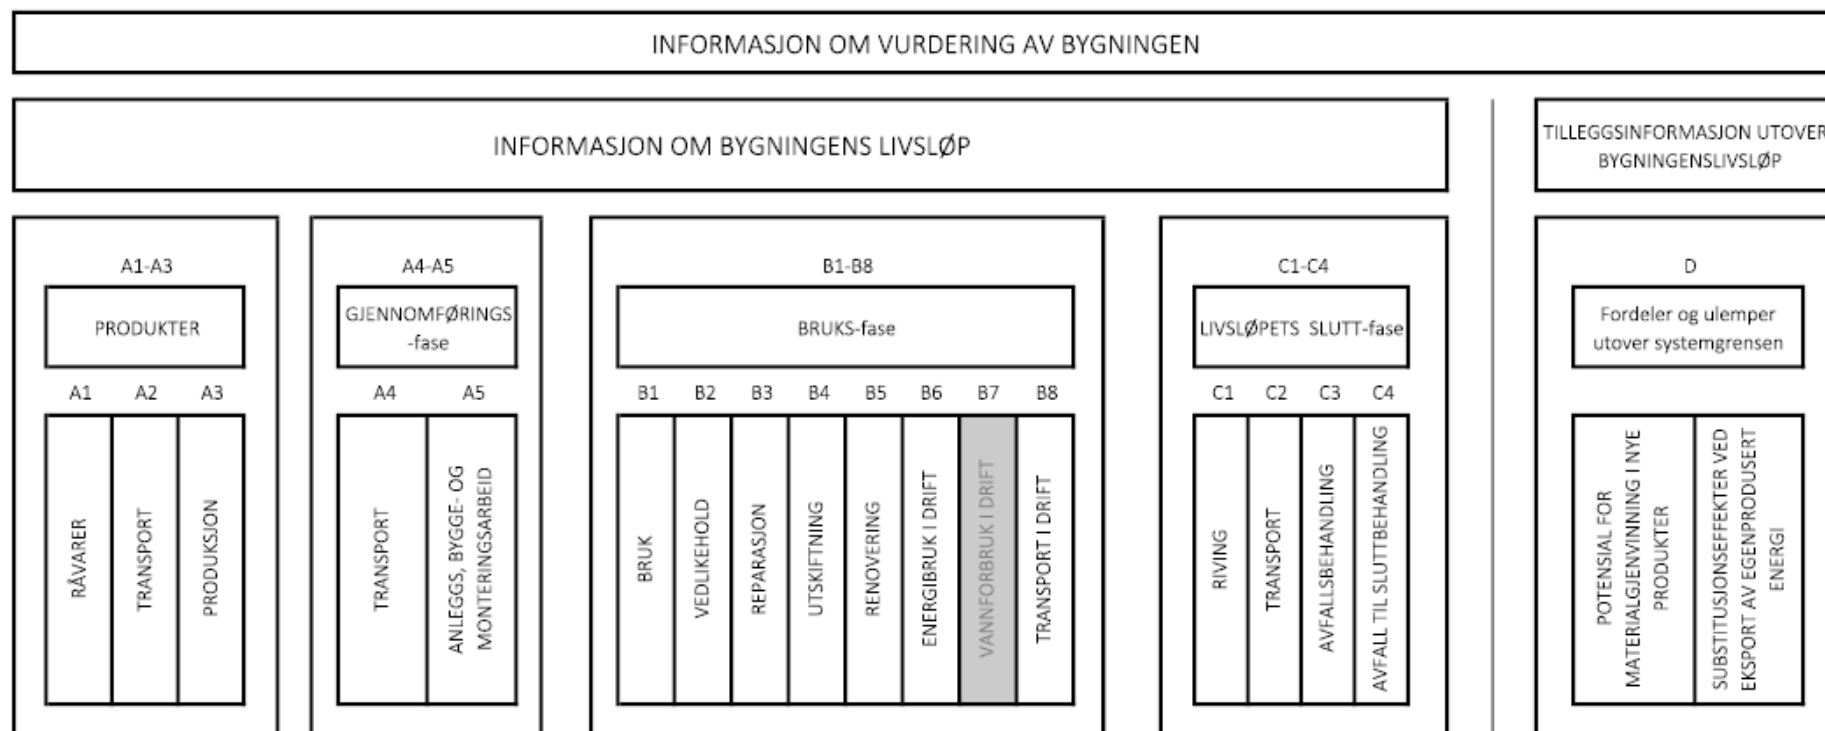 INFORMASJON OM VURDERING AV BYGNINGEN
INFORMASJON OM BYGNINGENS LIVSLØP
TILLEGGSINFORMASJON UTOVER
BYGNINGENSLIVSLØP
A1-A3
PRODUKTER
A1 A2 A3
RÅVARER
TRANSPORT
PRODUKSJON
A4-A5
GJENNOMFØRINGS
-fase
A4 A5
TRANSPORT
ANLEGGS, BYGGE- OG
MONTERINGSARBEID
B1-B8
BRUKS-fase
B1 B2 B3 B4 B5 B6 B7 B8
BRUK
VEDLIKEHOLD
REPARASJON
UTSKIFTNING
RENOVERING
ENERGIBRUK I DRIFT
VANNFORBRUK I DRIFT
TRANSPORT I DRIFT
C1-C4
LIVSLØPETS SLUTT-fase
C1 C2 C3 C4
RIVING
TRANSPORT
AVFALLSBEHANDLING
AVFALL TIL SLUTTBEHANDLING
D
Fordeler og ulemper
utover systemgrensen
POTENSIAL FOR
MATERIALGJENVINNING I NYE
PRODUKTER
SUBSTITUSJONSEFFEKTER VED
EKSPORT AV EGENPRODUSERT
ENERGI